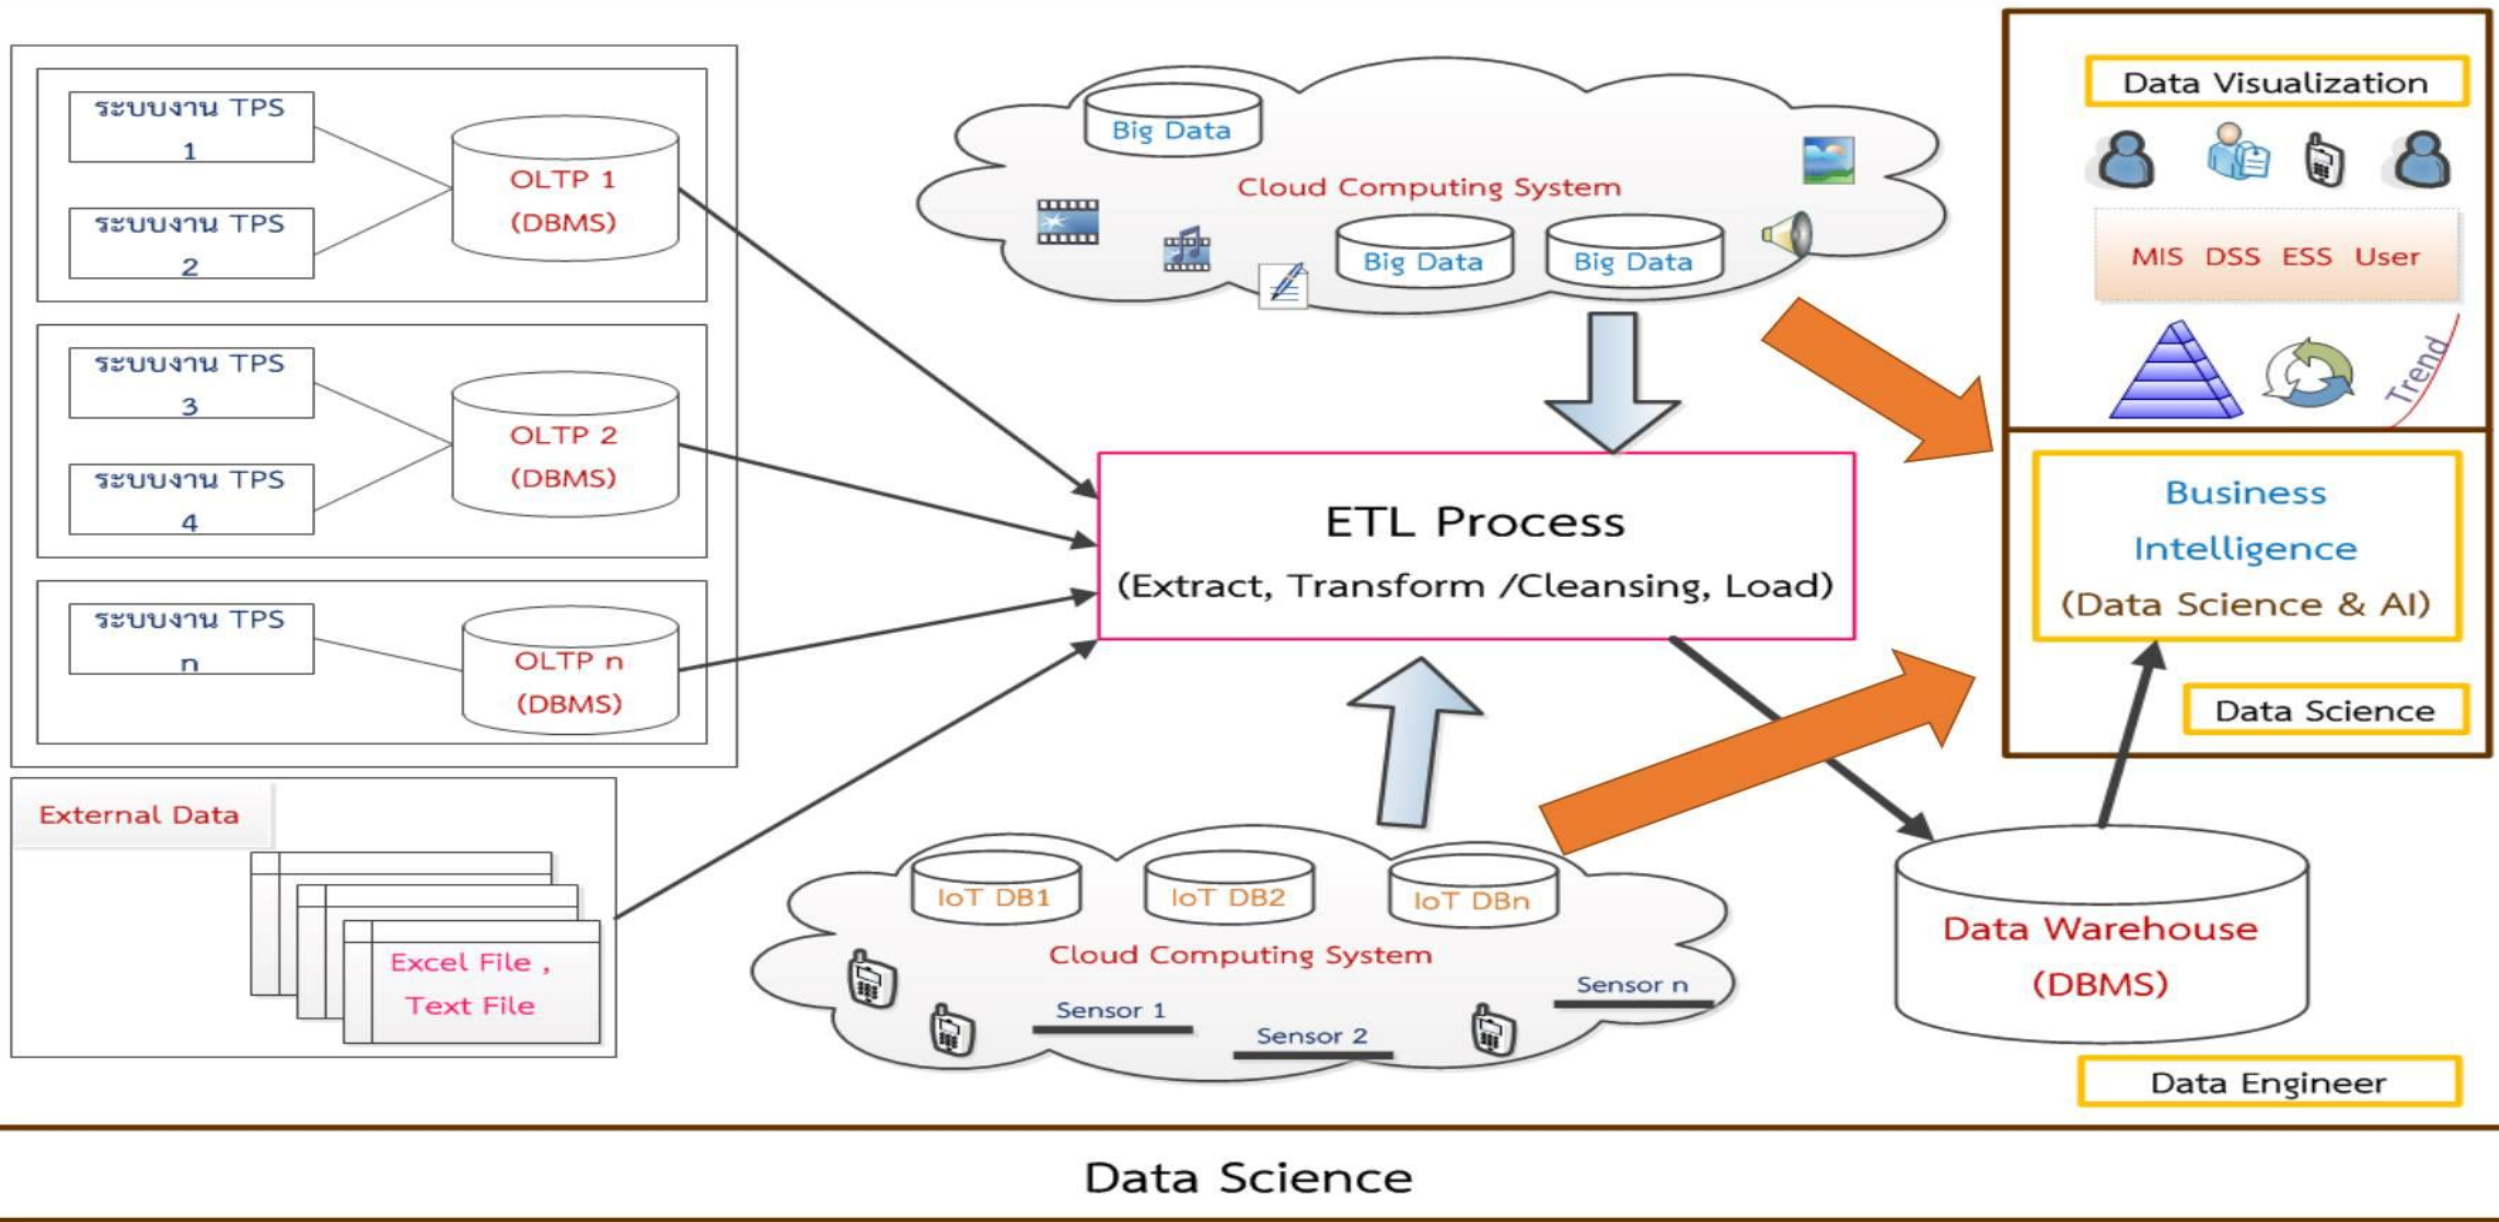 ระบบงาน TPS
1
ระบบงาน TPS
2
OLTP 1
(DBMS)
ระบบงาน TPS
3
ระบบงาน TPS
4
OLTP 2
(DBMS)
ระบบงาน TPS
n
OLTP n
(DBMS)
External Data
Excel File ,
Text File
Big Data
Cloud Computing System
Big Data
Big Data
ETL Process
(Extract, Transform /Cleansing, Load)
IoT DB1
IoT DB2
IoT DBn
Cloud Computing System
Sensor 1
Sensor 2
Sensor n
Data Visualization
MIS DSS ESS User
Trend
Business
Intelligence
(Data Science & AI)
Data Science
Data Warehouse
(DBMS)
Data Engineer
Data Science